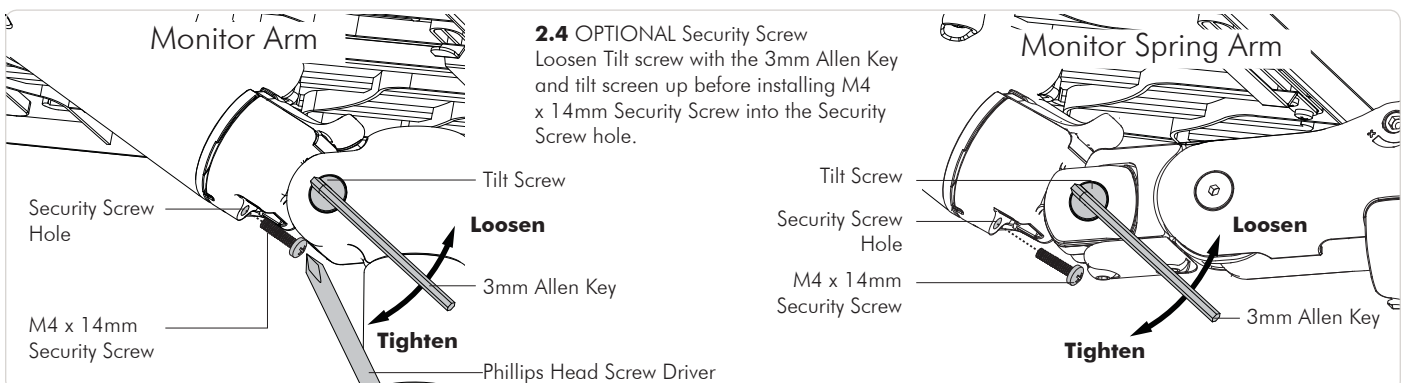 Monitor Arm
2.4 OPTIONAL Security Screw
Loosen Tilt screw with the 3mm Allen Key
and tilt screen up before installing M4
x 14mm Security Screw into the Security
Screw hole.
Monitor Spring Arm
Tilt Screw
Security Screw
Hole
Loosen
3mm Allen Key
M4 x 14mm
Security Screw
Tighten
Phillips Head Screw Driver
Tilt Screw
Security Screw
Hole
Loosen
M4 x 14mm
Security Screw
3mm Allen Key
Tighten